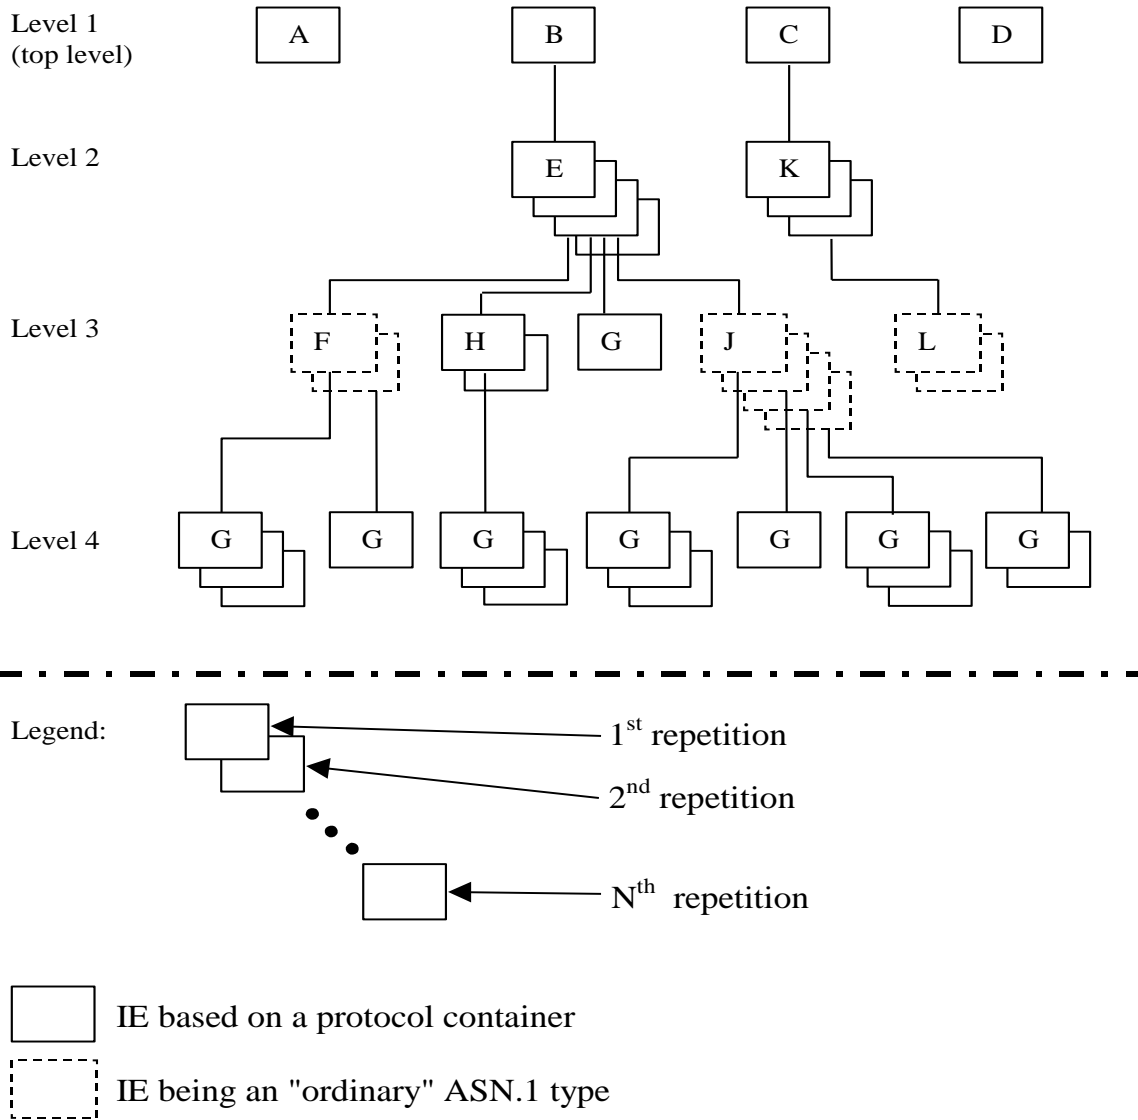 Level 1
(top level)
A
B
C
D
Level 2
E
K
Level 3
F
H
G
J
L
Level 4
G
G
G
G
G
G
G
Legend:
1st repetition
2nd repetition
Nth repetition
IE based on a protocol container
IE being an "ordinary" ASN.1 type